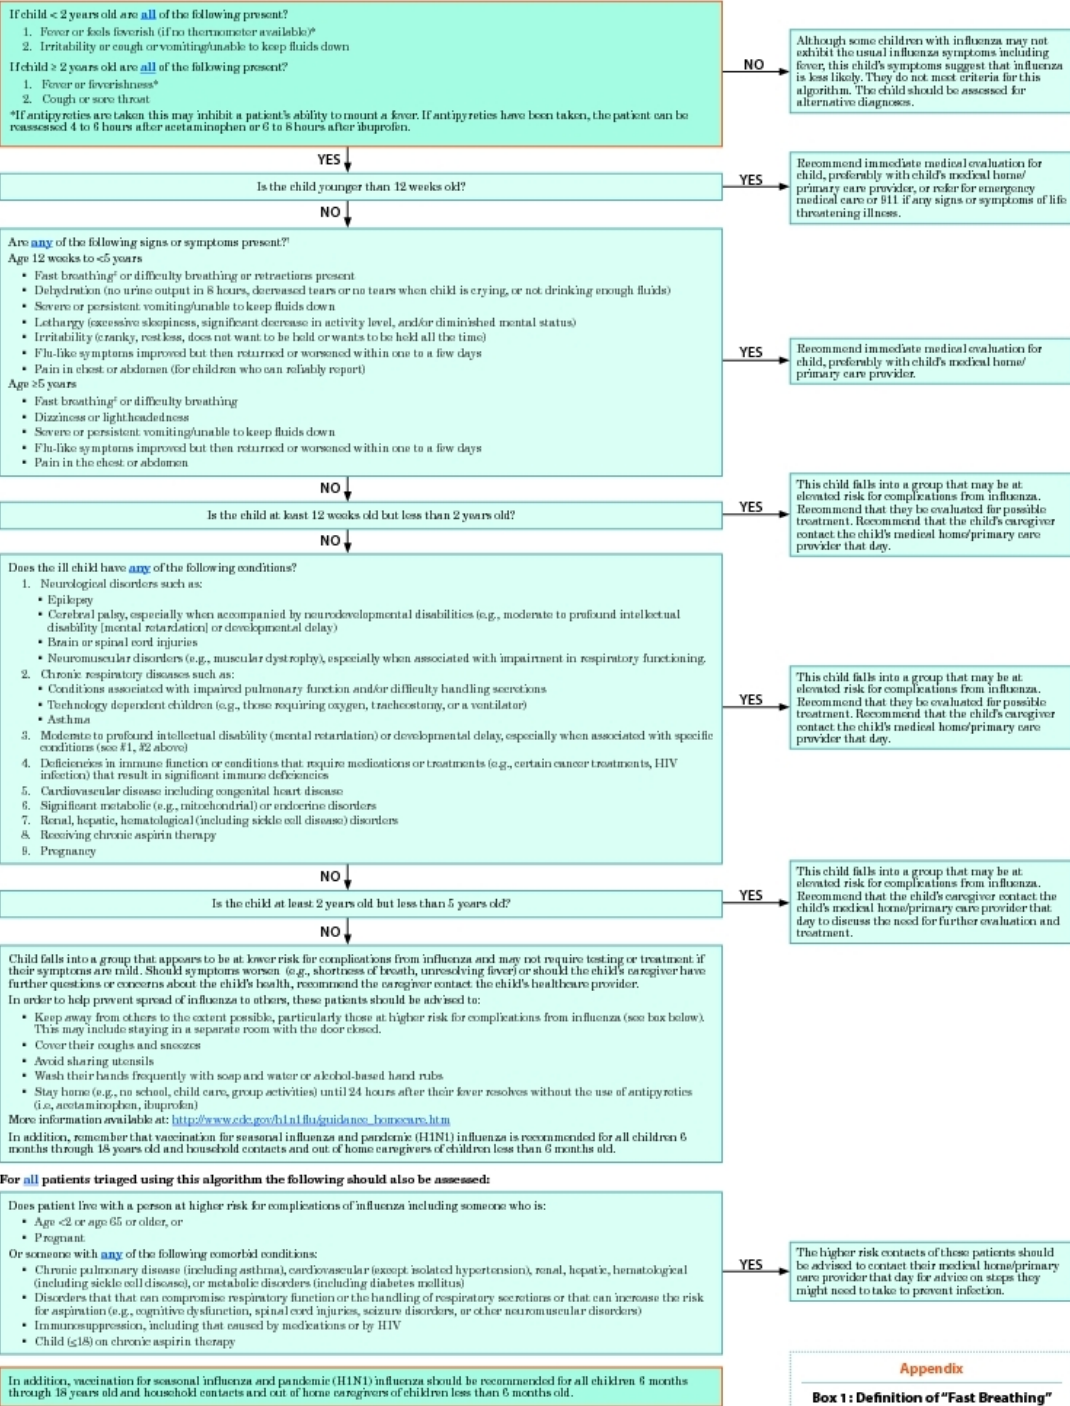 If child < 2 years old are all of the following present?
1. Fever or feels feverish (if no thermometer available)*
2. Irritability or cough or vomiting/unable to keep fluids down
If child ≥ 2 years old are all of the following present?
1. Fever or feverishness*
2. Cough or sore throat
*If antipyretics are taken this may inhibit a patient's ability to mount a fever. If antipyretics have been taken, the patient can be
reassessed 4 to 6 hours after acetaminophen or 6 to 8 hours after ibuprofen.
NO
Although some children with influenza may not
exhibit the usual influenza symptoms including
fever, this child's symptoms suggest that influenza
is less likely. They do not meet criteria for this
algorithm. The child should be assessed for
alternative diagnoses.
YES
Is the child younger than 12 weeks old?
YES
Recommend immediate medical evaluation for
child, preferably with child's medical home/
primary care provider, or refer for emergency
medical care or 911 if any signs or symptoms of life
threatening illness.
NO
Are any of the following signs or symptoms present?¹
Age 12 weeks to <5 years
▪ Fast breathing² or difficulty breathing or retractions present
▪ Dehydration (no urine output in 8 hours, decreased tears or no tears when child is crying, or not drinking enough fluids)
▪ Severe or persistent vomiting/unable to keep fluids down
▪ Lethargy (excessive sleepiness, significant decrease in activity level, and/or diminished mental status)
▪ Irritability (cranky, restless, does not want to be held or wants to be held all the time)
▪ Flu-like symptoms improved but then returned or worsened within one to a few days
▪ Pain in chest or abdomen (for children who can reliably report)
Age ≥5 years
▪ Fast breathing² or difficulty breathing
▪ Dizziness or lightheadedness
▪ Severe or persistent vomiting/unable to keep fluids down
▪ Flu-like symptoms improved but then returned or worsened within one to a few days
▪ Pain in the chest or abdomen
YES
Recommend immediate medical evaluation for
child, preferably with child's medical home/
primary care provider.
NO
Is the child at least 12 weeks old but less than 2 years old?
YES
This child falls into a group that may be at
elevated risk for complications from influenza.
Recommend that they be evaluated for possible
treatment. Recommend that the child's caregiver
contact the child's medical home/primary care
provider that day.
NO
Does the ill child have any of the following conditions?
1. Neurological disorders such as:
▪ Epilepsy
▪ Cerebral palsy, especially when accompanied by neurodevelopmental disabilities (e.g., moderate to profound intellectual
disability [mental retardation] or developmental delay)
▪ Brain or spinal cord injuries
▪ Neuromuscular disorders (e.g., muscular dystrophy), especially when associated with impairment in respiratory functioning.
2. Chronic respiratory diseases such as:
▪ Conditions associated with impaired pulmonary function and/or difficulty handling secretions
▪ Technology dependent children (e.g., those requiring oxygen, tracheostomy, or a ventilator)
▪ Asthma
3. Moderate to profound intellectual disability (mental retardation) or developmental delay, especially when associated with specific
conditions (see #1, #2 above)
4. Deficiencies in immune function or conditions that require medications or treatments (e.g., certain cancer treatments, HIV
infection) that result in significant immune deficiencies
5. Cardiovascular disease including congenital heart disease
6. Significant metabolic (e.g., mitochondrial) or endocrine disorders
7. Renal, hepatic, hematological (including sickle cell disease) disorders
8. Receiving chronic aspirin therapy
9. Pregnancy
YES
This child falls into a group that may be at
elevated risk for complications from influenza.
Recommend that they be evaluated for possible
treatment. Recommend that the child's caregiver
contact the child's medical home/primary care
provider that day.
NO
Is the child at least 2 years old but less than 5 years old?
YES
This child falls into a group that may be at
elevated risk for complications from influenza.
Recommend that the child's caregiver contact the
child's medical home/primary care provider that
day to discuss the need for further evaluation and
treatment.
NO
Child falls into a group that appears to be at lower risk for complications from influenza and may not require testing or treatment if
their symptoms are mild. Should symptoms worsen (e.g., shortness of breath, unresolving fever) or should the child's caregiver have
further questions or concerns about the child's health, recommend the caregiver contact the child's healthcare provider.
In order to help prevent spread of influenza to others, these patients should be advised to:
▪ Keep away from others to the extent possible, particularly those at higher risk for complications from influenza (see box below).
This may include staying in a separate room with the door closed.
▪ Cover their coughs and sneezes
▪ Avoid sharing utensils
▪ Wash their hands frequently with soap and water or alcohol-based hand rubs
▪ Stay home (e.g., no school, child care, group activities) until 24 hours after their fever resolves without the use of antipyretics
(i.e, acetaminophen, ibuprofen)
More information available at: http://www.cdc.gov/h1n1flu/guidance_homecare.htm
In addition, remember that vaccination for seasonal influenza and pandemic (H1N1) influenza is recommended for all children 6
months through 18 years old and household contacts and out of home caregivers of children less than 6 months old.
For all patients triaged using this algorithm the following should also be assessed:
Does patient live with a person at higher risk for complications of influenza including someone who is:
▪ Age <2 or age 65 or older, or
▪ Pregnant
Or someone with any of the following comorbid conditions:
▪ Chronic pulmonary disease (including asthma), cardiovascular (except isolated hypertension), renal, hepatic, hematological
(including sickle cell disease), or metabolic disorders (including diabetes mellitus)
▪ Disorders that that can compromise respiratory function or the handling of respiratory secretions or that can increase the risk
for aspiration (e.g., cognitive dysfunction, spinal cord injuries, seizure disorders, or other neuromuscular disorders)
▪ Immunosuppression, including that caused by medications or by HIV
▪ Child (≤18) on chronic aspirin therapy
YES
The higher risk contacts of these patients should
be advised to contact their medical home/primary
care provider that day for advice on steps they
might need to take to prevent infection.
In addition, vaccination for seasonal influenza and pandemic (H1N1) influenza should be recommended for all children 6 months
through 18 years old and household contacts and out of home caregivers of children less than 6 months old.
Appendix
Box 1: Definition of "Fast Breathing"